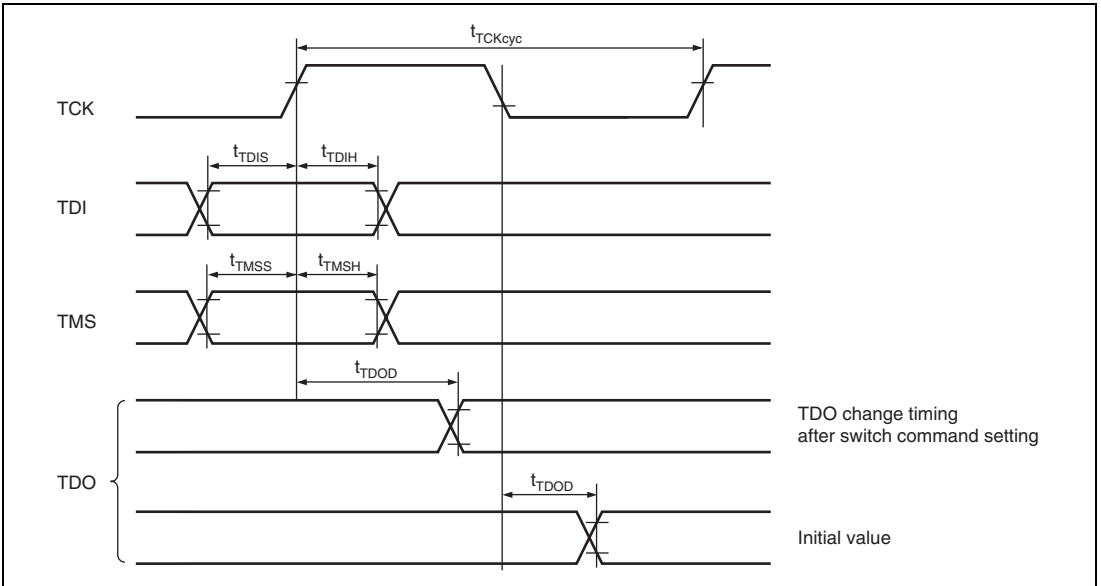 tTCKcyc
TCK
tTDIS
tTDIH
TDI
tTMSS
tTMSH
TMS
tTDOD
TDO change timing
after switch command setting
TDO
tTDOD
Initial value